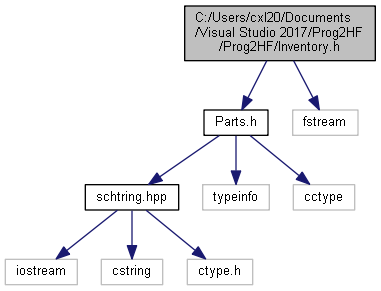 C:/Users/cxl20/Documents
/Visual Studio 2017/Prog2HF
/Prog2HF/Inventory.h
Parts.h
fstream
schtring.hpp
typeinfo
cctype
iostream
cstring
ctype.h